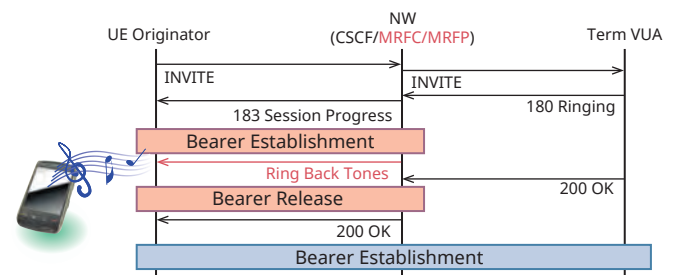 NW
UE Originator
(CSCF/MRFC/MRFP)
Term VUA
INVITE
INVITE
183 Session Progress
180 Ringing
Bearer Establishment
Ring Back Tones
200 OK
Bearer Release
200 OK
Bearer Establishment